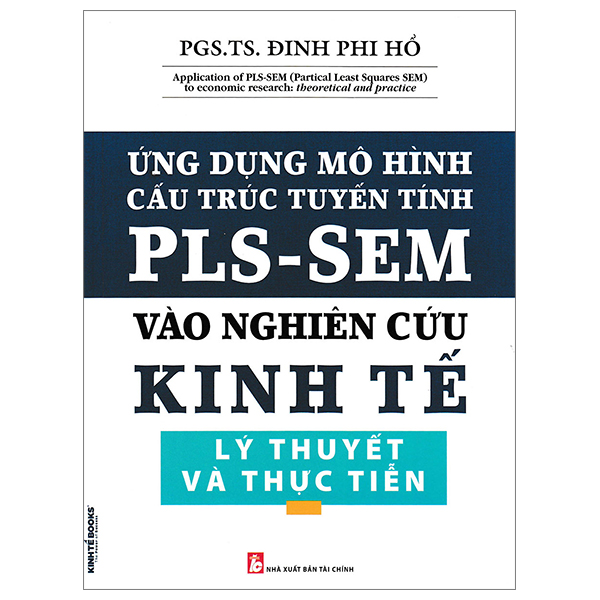 PGS.TS. ĐINH PHI HỔ
Application of PLS-SEM (Partical Least Squares SEM)
to economic research: theoretical and practice
ỨNG DỤNG MÔ HÌNH
CẤU TRÚC TUYẾN TÍNH
PLS-SEM
VÀO NGHIÊN CỨU
KINH TẾ
LÝ THUYẾT
VÀ THỰC TIỄN
KINH TẾ BOOKS
NHÀ XUẤT BẢN TÀI CHÍNH